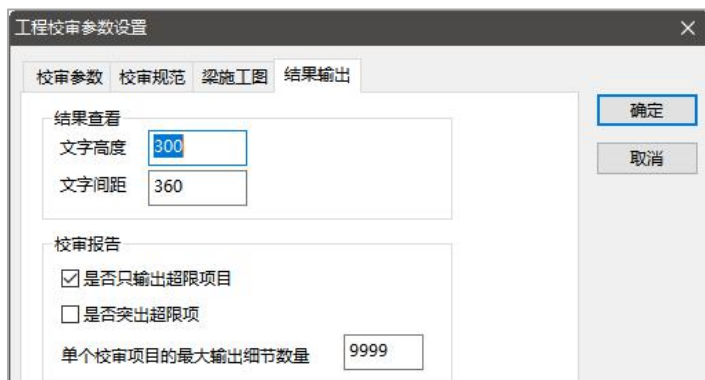 工程校审参数设置
校审参数 校审规范 梁施工图 结果输出
结果查看
文字高度 300
文字间距 360
确定
取消
校审报告
是否只输出超限项目
是否突出超限项
单个校审项目的最大输出细节数量 9999